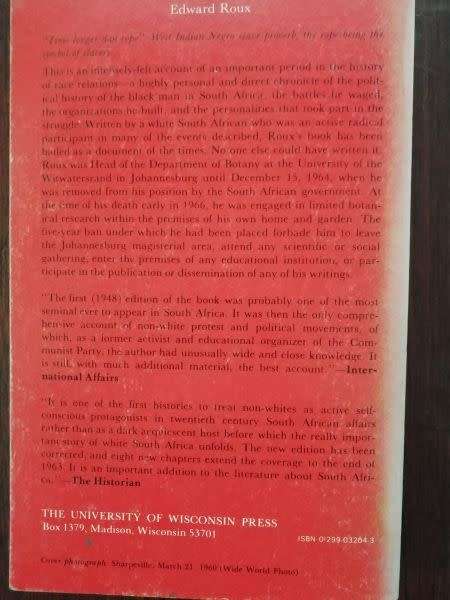 Edward Roux
"Time longer dan rope"—West Indian Negro slave proverb, the rope being the
symbol of slavery.
This is an intensely-felt account of an important period in the history
of race relations—a highly personal and direct chronicle of the polit-
ical history of the black man in South Africa, the battles he waged,
the organizations he built, and the personalities that took part in the
struggle. Written by a white South African who was an active radical
participant in many of the events described, Roux's book has been
hailed as a document of the times. No one else could have written it.
Roux was Head of the Department of Botany at the University of the
Witwatersrand in Johannesburg until December 15, 1964, when he
was removed from his position by the South African government. At
the time of his death early in 1966, he was engaged in limited botan-
ical research within the premises of his own home and garden. The
five-year ban under which he had been placed forbade him to leave
the Johannesburg magisterial area, attend any scientific or social
gathering, enter the premises of any educational institution, or par-
ticipate in the publication or dissemination of any of his writings.
"The first (1948) edition of the book was probably one of the most
seminal ever to appear in South Africa. It was then the only compre-
hensive account of non-white protest and political movements, of
which, as a former activist and educational organizer of the Com-
munist Party, the author had unusually wide and close knowledge. It
is still, with much additional material, the best account."—Inter-
national Affairs
"It is one of the first histories to treat non-whites as active self-
conscious protagonists in twentieth century South African affairs
rather than as a dark acquiescent host before which the really impor-
tant story of white South Africa unfolds. The new edition has been
corrected, and eight new chapters extend the coverage to the end of
1963. It is an important addition to the literature about South Afri-
ca."—The Historian
THE UNIVERSITY OF WISCONSIN PRESS
Box 1379, Madison, Wisconsin 53701
ISBN-0-299-03204-3
Cover photograph: Sharpeville, March 21, 1960 (Wide World Photo)